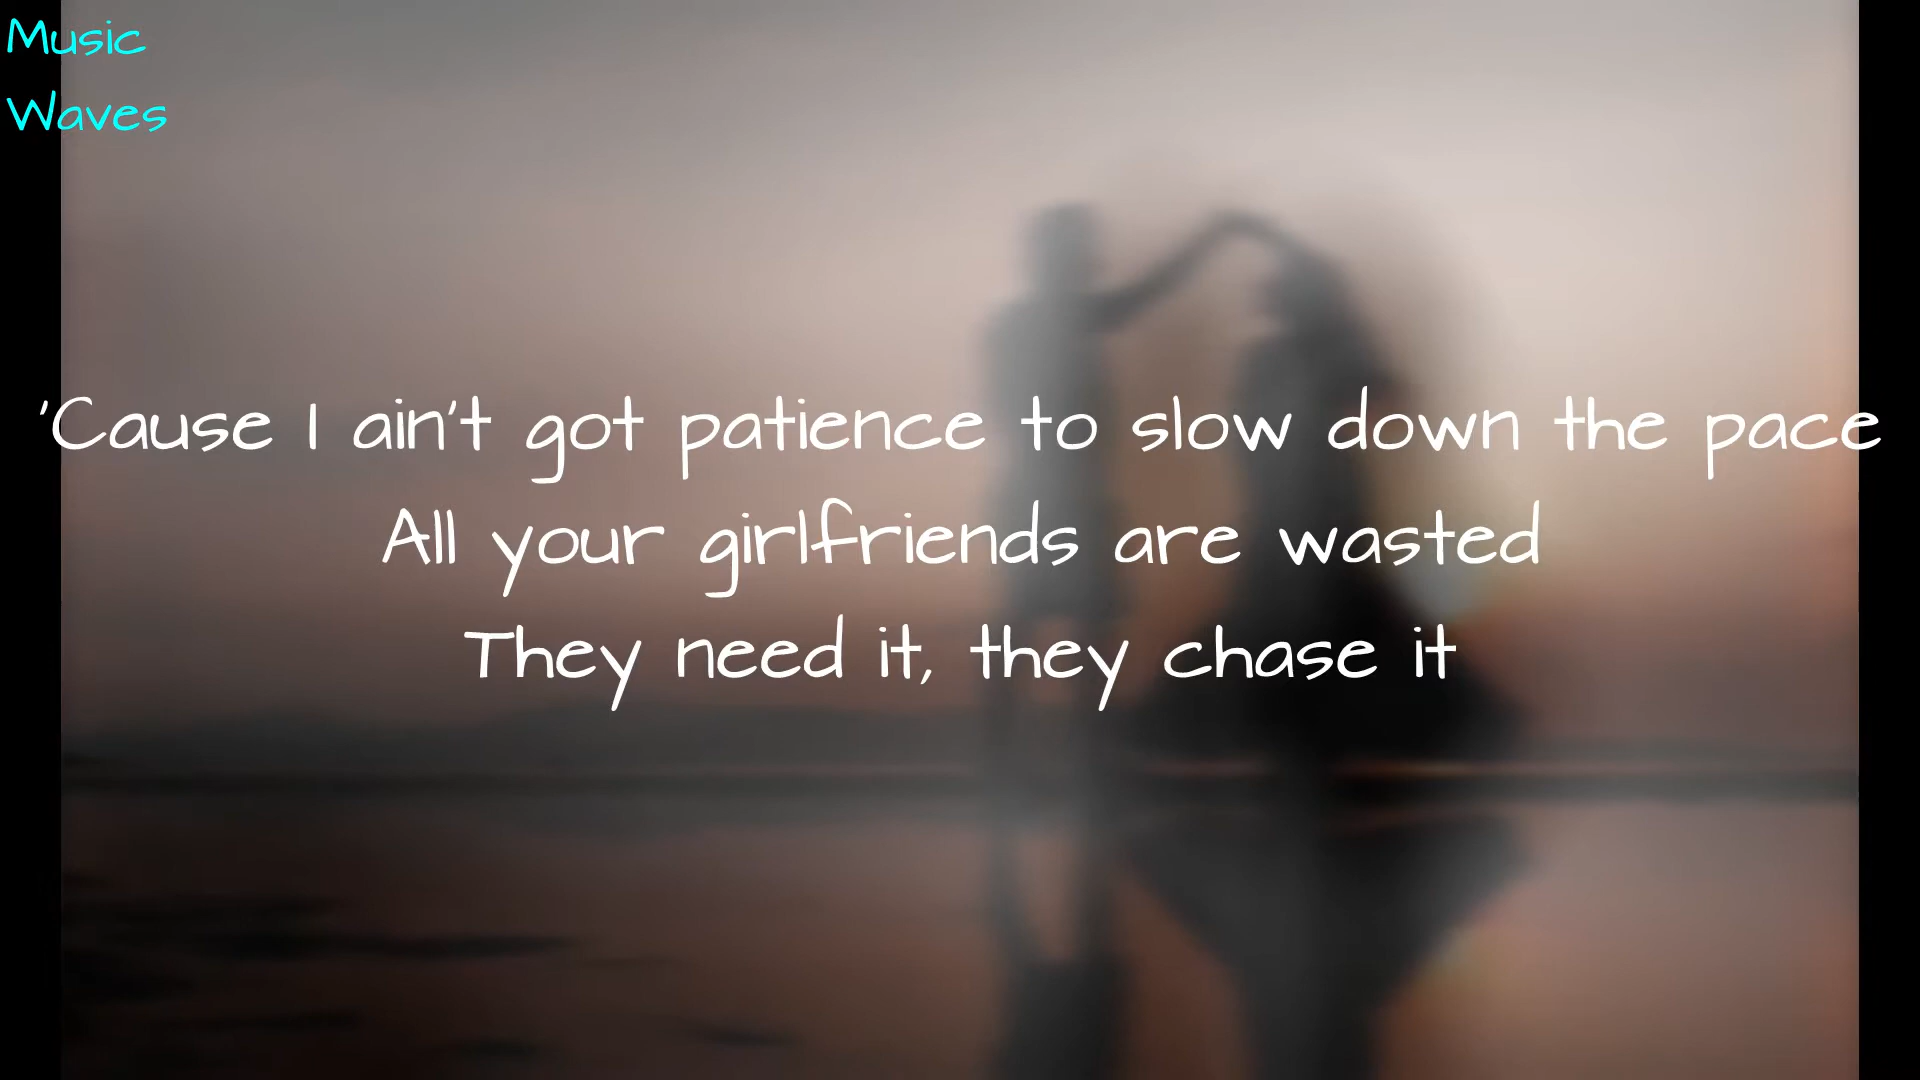 Music
Waves
'Cause I ain't got patience to slow down the pace
All your girlfriends are wasted
They need it, they chase it